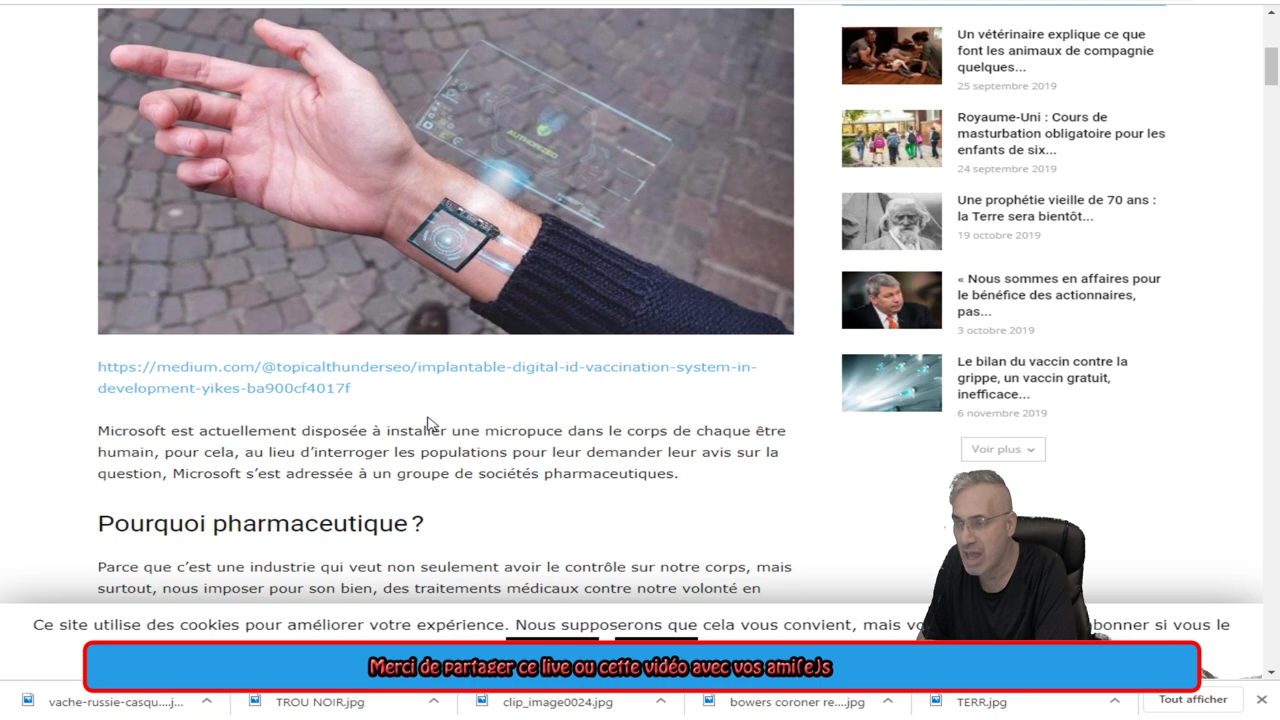 AUTHORIZED
https://medium.com/@topicalthunderseo/implantable-digital-id-vaccination-system-in-
development-yikes-ba900cf4017f
Microsoft est actuellement disposée à installer une micropuce dans le corps de chaque être
humain, pour cela, au lieu d’interroger les populations pour leur demander leur avis sur la
question, Microsoft s’est adressée à un groupe de sociétés pharmaceutiques.
Pourquoi pharmaceutique ?
Parce que c’est une industrie qui veut non seulement avoir le contrôle sur notre corps, mais
surtout, nous imposer pour son bien, des traitements médicaux contre notre volonté en
Un vétérinaire explique ce que
font les animaux de compagnie
quelques...
25 septembre 2019
Royaume-Uni : Cours de
masturbation obligatoire pour les
enfants de six...
24 septembre 2019
Une prophétie vieille de 70 ans :
la Terre sera bientôt...
19 octobre 2019
« Nous sommes en affaires pour
le bénéfice des actionnaires,
pas...
3 octobre 2019
Le bilan du vaccin contre la
grippe, un vaccin gratuit,
inefficace...
6 novembre 2019
Voir plus
Ce site utilise des cookies pour améliorer votre expérience. Nous supposerons que cela vous convient, mais si vous le
Merci de partager ce live ou cette vidéo avec vos ami(e)s
vache-russie-casqu....j...
TROU NOIR.jpg
clip_image0024.jpg
bowers coroner re....jpg
TERR.jpg
Tout afficher